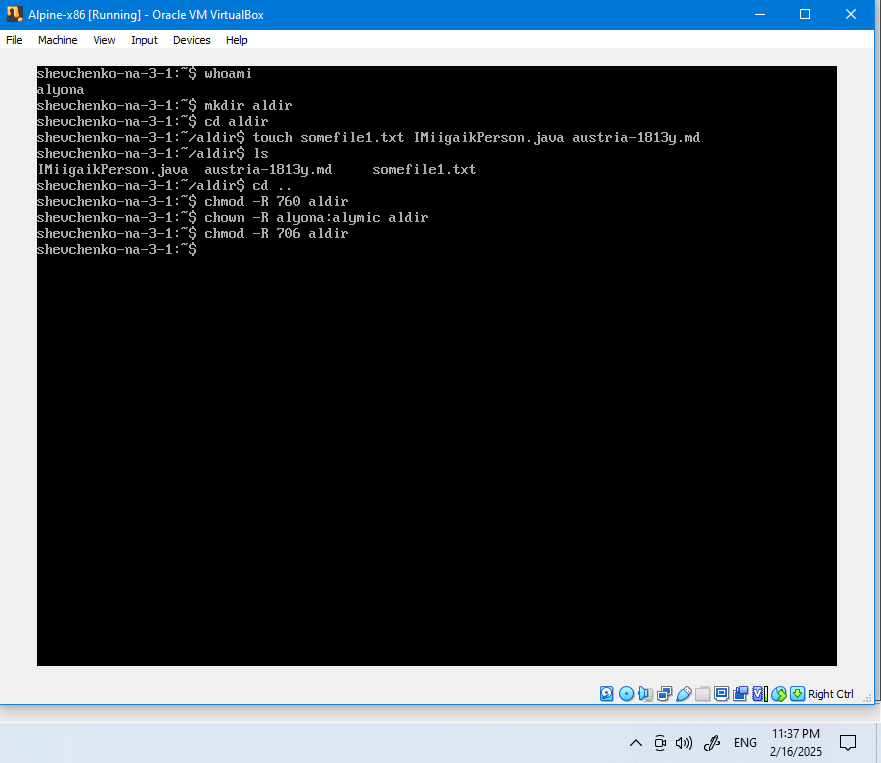 Alpine-x86 [Running] - Oracle VM VirtualBox
File Machine View Input Devices Help
shevchenko-na-3-1:~$ whoami
alyona
shevchenko-na-3-1:~$ mkdir aldir
shevchenko-na-3-1:~$ cd aldir
shevchenko-na-3-1:~/aldir$ touch somefile1.txt IMiigaikPerson.java austria-1813y.md
shevchenko-na-3-1:~/aldir$ ls
IMiigaikPerson.java  austria-1813y.md     somefile1.txt
shevchenko-na-3-1:~/aldir$ cd ..
shevchenko-na-3-1:~$ chmod -R 760 aldir
shevchenko-na-3-1:~$ chown -R alyona:alymic aldir
shevchenko-na-3-1:~$ chmod -R 706 aldir
shevchenko-na-3-1:~$
Right Ctrl
ENG
11:37 PM
2/16/2025